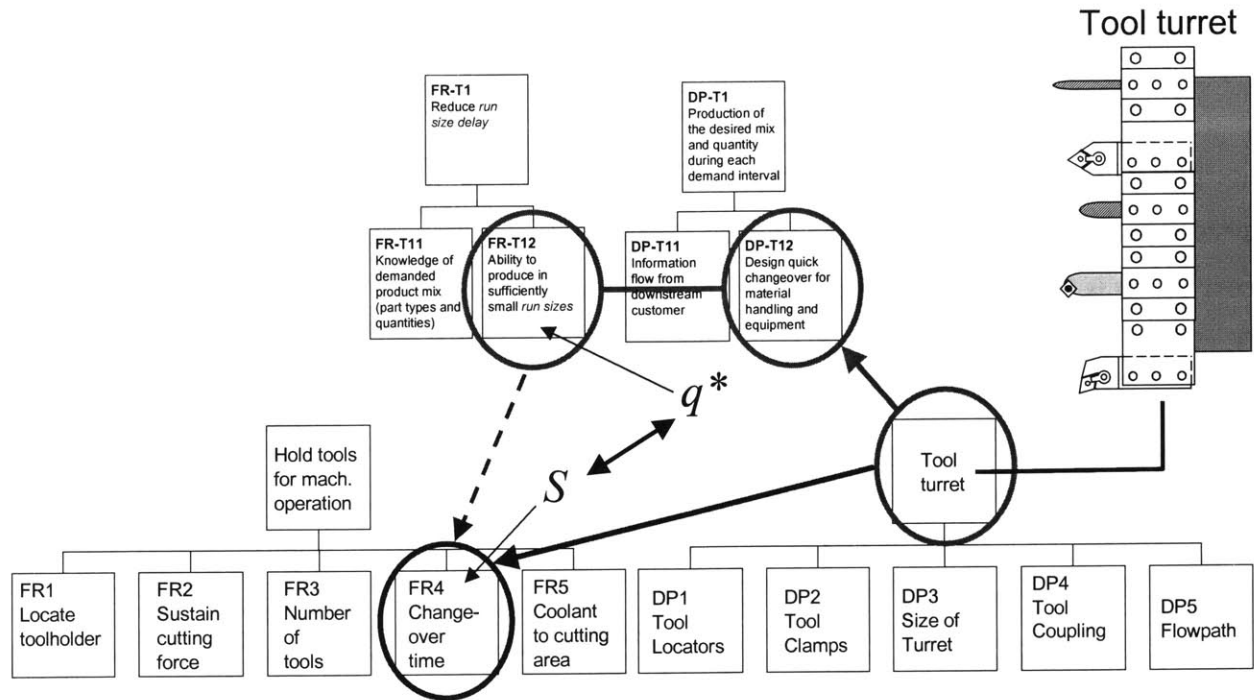 Tool turret
FR-T1
Reduce run
size delay
DP-T1
Production of
the desired mix
and quantity
during each
demand interval
FR-T11
Knowledge of
demanded
product mix
(part types and
quantities)
FR-T12
Ability to
produce in
sufficiently
small run sizes
DP-T11
Information
flow from
downstream
customer
DP-T12
Design quick
changeover for
material
handling and
equipment
q*
S
Hold tools
for mach.
operation
Tool
turret
FR1
Locate
toolholder
FR2
Sustain
cutting
force
FR3
Number
of
tools
FR4
Change-
over
time
FR5
Coolant
to cutting
area
DP1
Tool
Locators
DP2
Tool
Clamps
DP3
Size of
Turret
DP4
Tool
Coupling
DP5
Flowpath